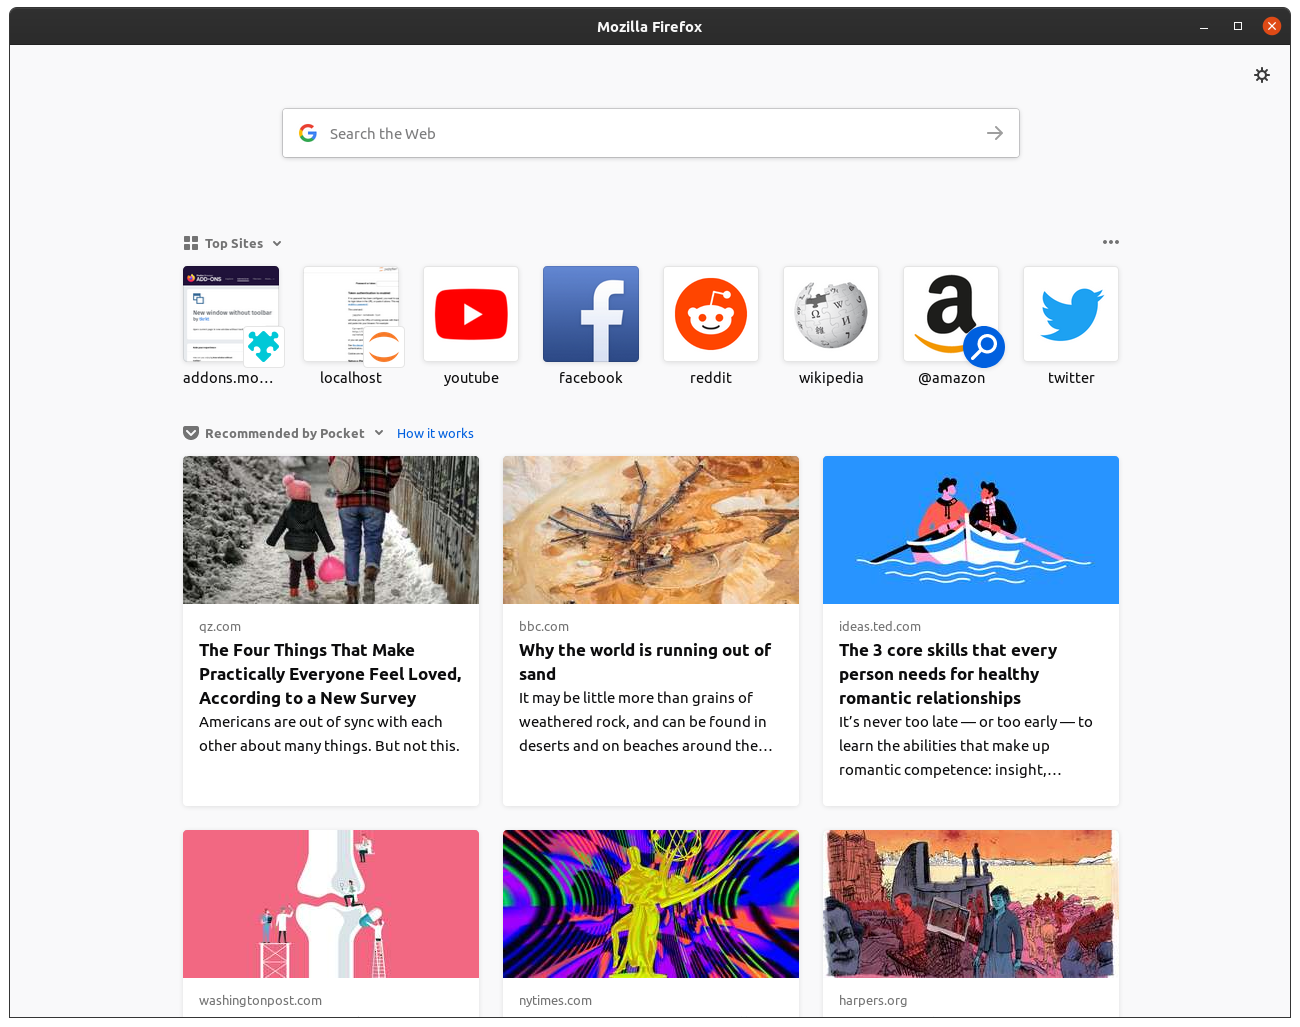 Mozilla Firefox
Search the Web
Top Sites
ADD-ONS
New window without toolbar
addons.mo…
localhost
youtube
facebook
reddit
wikipedia
@amazon
twitter
Recommended by Pocket
How it works
qz.com
The Four Things That Make
Practically Everyone Feel Loved,
According to a New Survey
Americans are out of sync with each
other about many things. But not this.
bbc.com
Why the world is running out of
sand
It may be little more than grains of
weathered rock, and can be found in
deserts and on beaches around the…
ideas.ted.com
The 3 core skills that every
person needs for healthy
romantic relationships
It’s never too late — or too early — to
learn the abilities that make up
romantic competence: insight,…
washingtonpost.com
nytimes.com
harpers.org